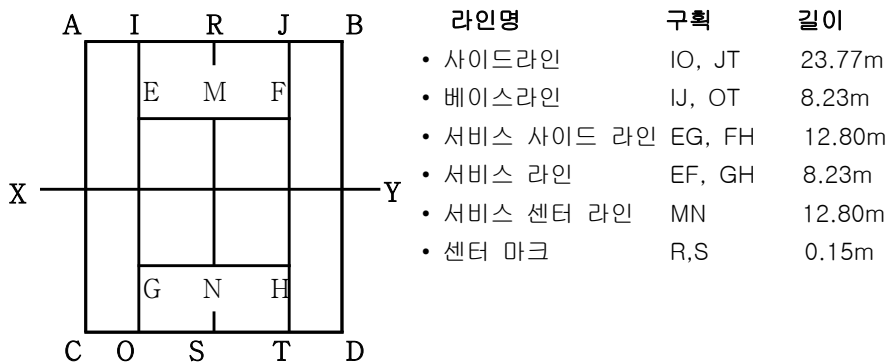 A I R J B
E M F
X Y
G N H
C O S T D
라인명 구획 길이
• 사이드라인 IO, JT 23.77m
• 베이스라인 IJ, OT 8.23m
• 서비스 사이드 라인 EG, FH 12.80m
• 서비스 라인 EF, GH 8.23m
• 서비스 센터 라인 MN 12.80m
• 센터 마크 R,S 0.15m